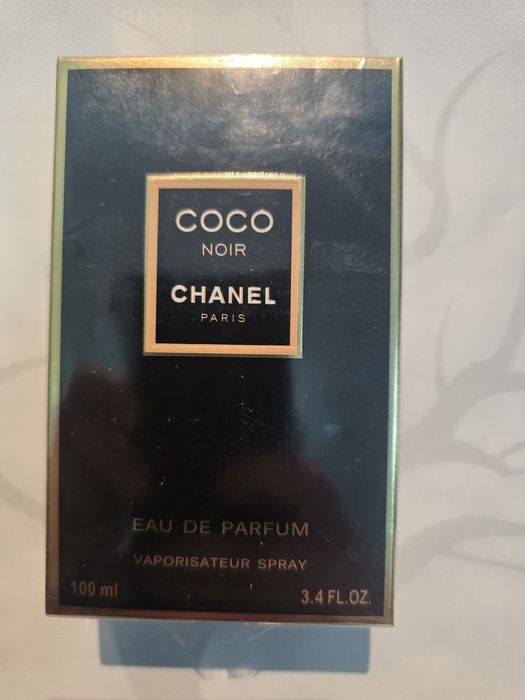 COCO
NOIR
CHANEL
PARIS
EAU DE PARFUM
VAPORISATEUR SPRAY
100 ml 3.4 FL.OZ.